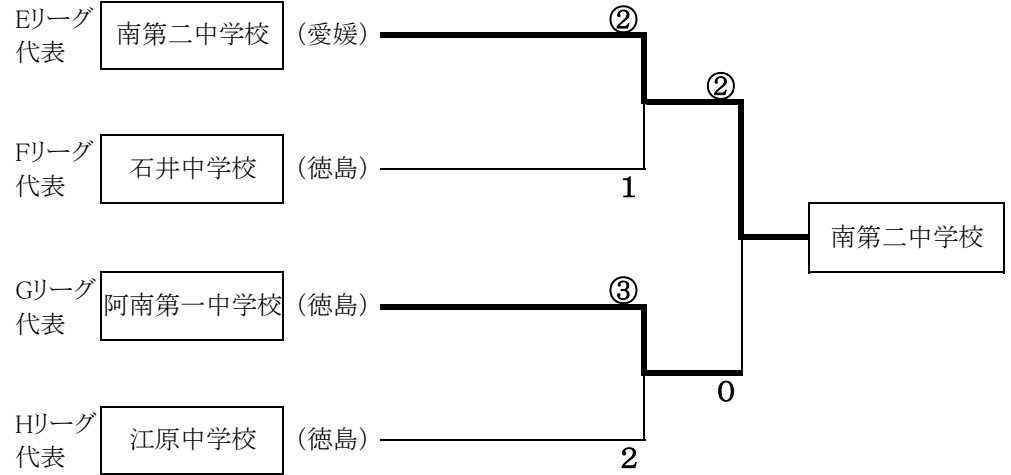 Eリーグ
代表
南第二中学校
(愛媛)
②
②
Fリーグ
代表
石井中学校
(徳島)
1
南第二中学校
Gリーグ
代表
阿南第一中学校
(徳島)
③
0
Hリーグ
代表
江原中学校
(徳島)
2